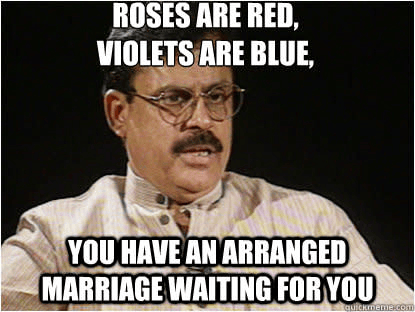 ROSES ARE RED,
VIOLETS ARE BLUE,
YOU HAVE AN ARRANGED
MARRIAGE WAITING FOR YOU
quickmeme.com